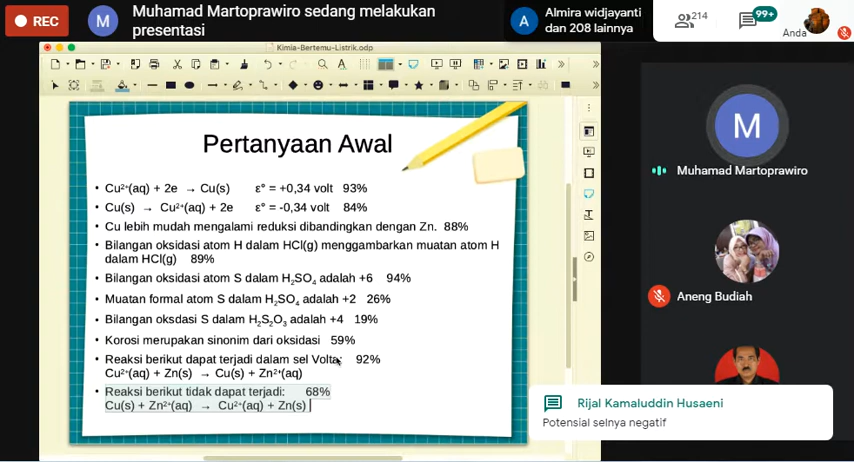 REC
M
Muhamad Martoprawiro sedang melakukan
presentasi
A
Almira widjayanti
dan 208 lainnya
214
99+
Anda
Kimia-Bertemu-Listrik.odp
Pertanyaan Awal
• Cu²⁺(aq) + 2e → Cu(s) ε° = +0,34 volt 93%
• Cu(s) → Cu²⁺(aq) + 2e ε° = -0,34 volt 84%
• Cu lebih mudah mengalami reduksi dibandingkan dengan Zn. 88%
• Bilangan oksidasi atom H dalam HCl(g) menggambarkan muatan atom H
dalam HCl(g) 89%
• Bilangan oksidasi atom S dalam H₂SO₄ adalah +6 94%
• Muatan formal atom S dalam H₂SO₄ adalah +2 26%
• Bilangan oksdasi S dalam H₂S₂O₃ adalah +4 19%
• Korosi merupakan sinonim dari oksidasi 59%
• Reaksi berikut dapat terjadi dalam sel Volta: 92%
Cu²⁺(aq) + Zn(s) → Cu(s) + Zn²⁺(aq)
• Reaksi berikut tidak dapat terjadi: 68%
Cu(s) + Zn²⁺(aq) → Cu²⁺(aq) + Zn(s)
M
Muhamad Martoprawiro
Aneng Budiah
Rijal Kamaluddin Husaeni
Potensial selnya negatif